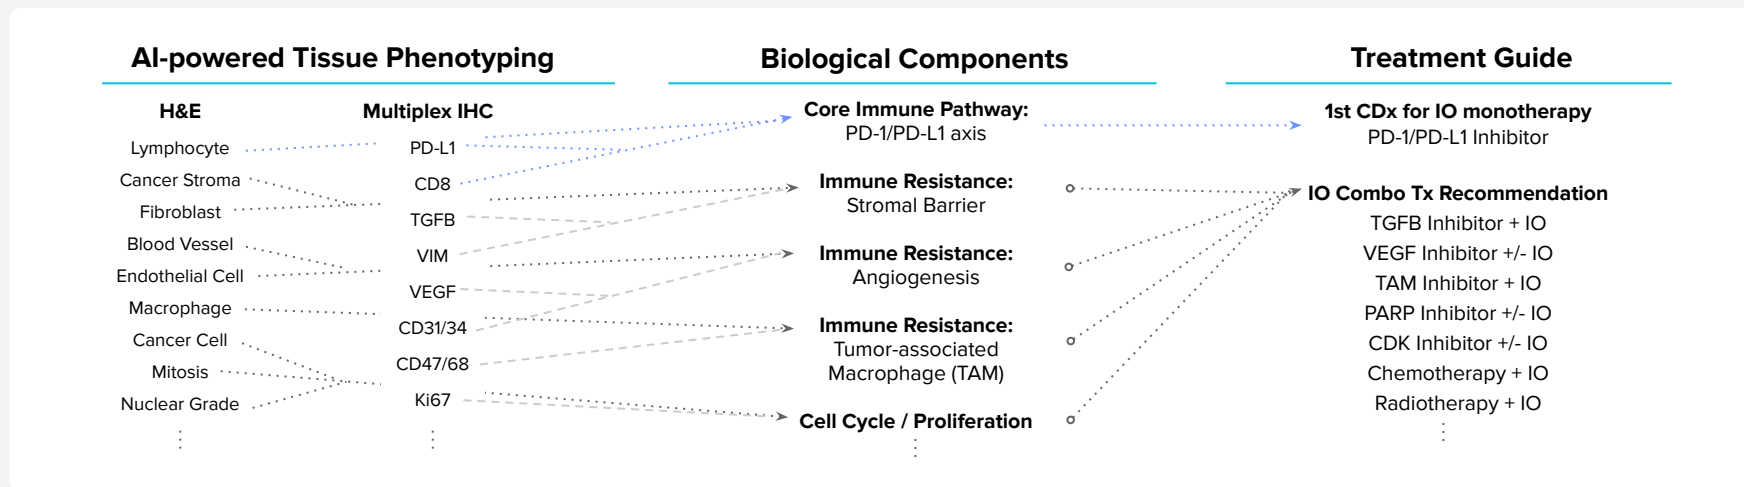 AI-powered Tissue Phenotyping
H&E
Lymphocyte
Cancer Stroma
Fibroblast
Blood Vessel
Endothelial Cell
Macrophage
Cancer Cell
Mitosis
Nuclear Grade
Multiplex IHC
PD-L1
CD8
TGFB
VIM
VEGF
CD31/34
CD47/68
Ki67
Biological Components
Core Immune Pathway:
PD-1/PD-L1 axis
Immune Resistance:
Stromal Barrier
Immune Resistance:
Angiogenesis
Immune Resistance:
Tumor-associated
Macrophage (TAM)
Cell Cycle / Proliferation
Treatment Guide
1st CDx for IO monotherapy
PD-1/PD-L1 Inhibitor
IO Combo Tx Recommendation
TGFB Inhibitor + IO
VEGF Inhibitor +/- IO
TAM Inhibitor + IO
PARP Inhibitor +/- IO
CDK Inhibitor +/- IO
Chemotherapy + IO
Radiotherapy + IO